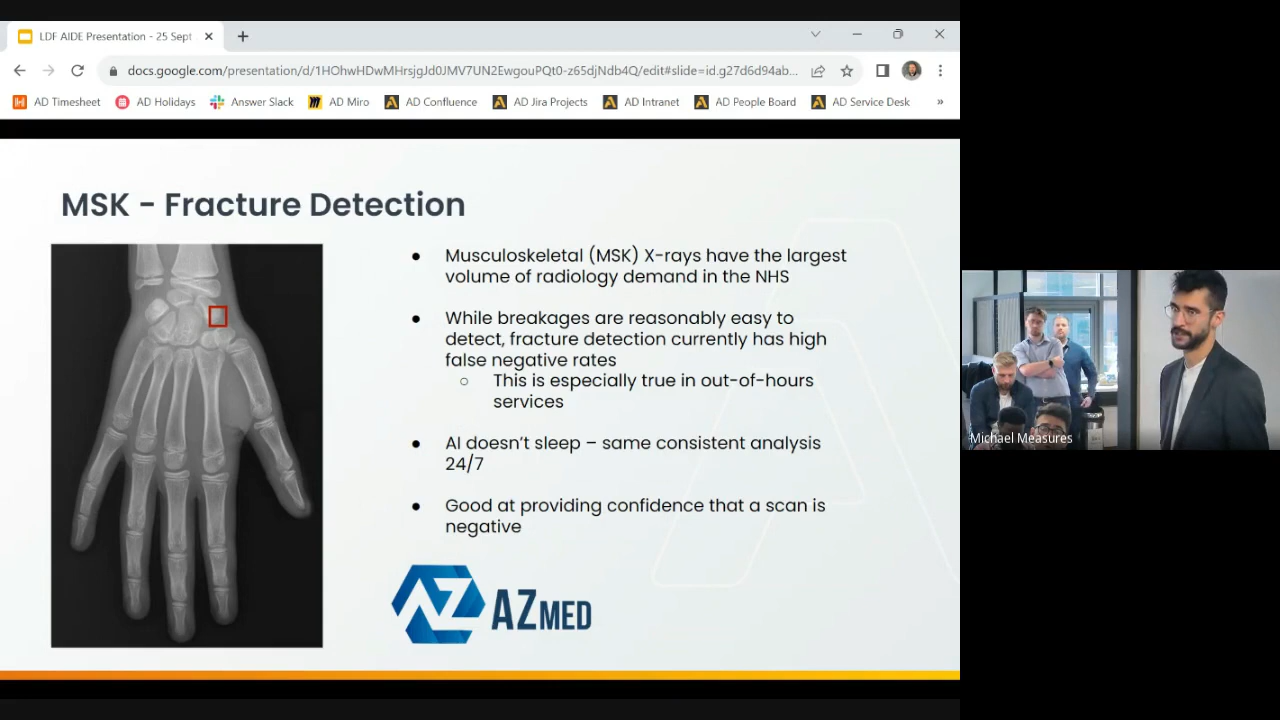 LDF AIDE Presentation - 25 Sept
docs.google.com/presentation/d/1HOhwHDwMHrsjgJd0JMV7UN2EwgouPQt0-z65djNdb4Q/edit#slide=id.g27d6d94ab...
AD Timesheet
AD Holidays
Answer Slack
AD Miro
AD Confluence
AD Jira Projects
AD Intranet
AD People Board
AD Service Desk
»
MSK - Fracture Detection
● Musculoskeletal (MSK) X-rays have the largest
volume of radiology demand in the NHS
● While breakages are reasonably easy to
detect, fracture detection currently has high
false negative rates
○ This is especially true in out-of-hours
services
● AI doesn't sleep – same consistent analysis
24/7
● Good at providing confidence that a scan is
negative
AZMED
Michael Measures